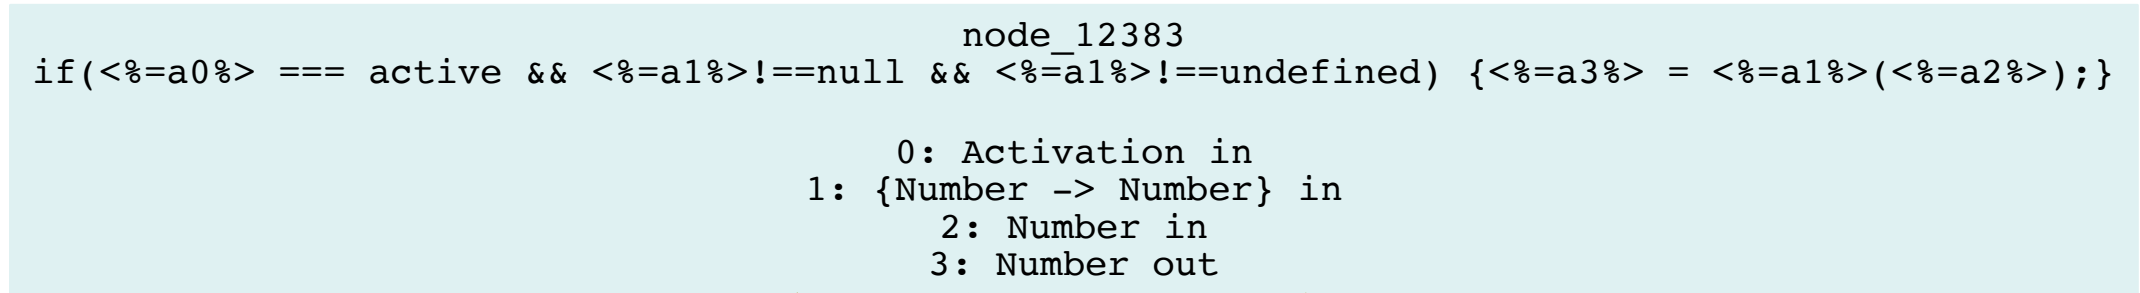 node_12383
if(<%=a0%> === active && <%=a1%>!==null && <%=a1%>!==undefined) {<%=a3%> = <%=a1%>(<%=a2%>);}
0: Activation in
1: {Number -> Number} in
2: Number in
3: Number out